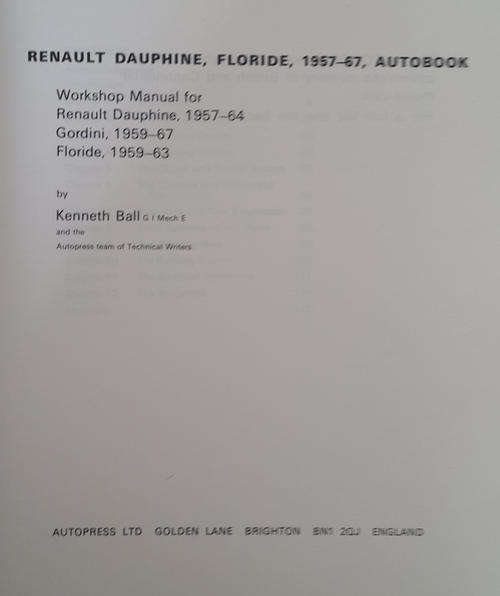 RENAULT DAUPHINE, FLORIDE, 1957–67, AUTOBOOK
Workshop Manual for
Renault Dauphine, 1957–64
Gordini, 1959–67
Floride, 1959–63
by
Kenneth Ball G I Mech E
and the
Autopress team of Technical Writers
AUTOPRESS LTD GOLDEN LANE BRIGHTON BN1 2QJ ENGLAND